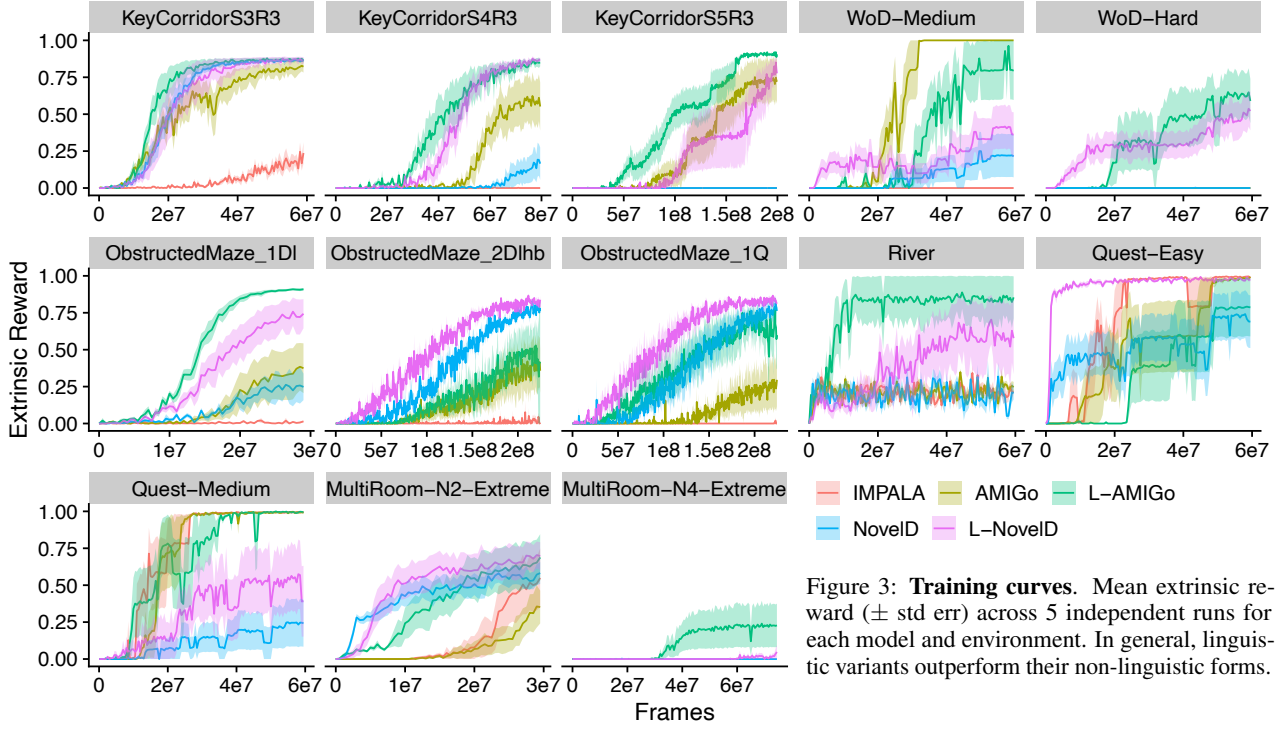 KeyCorridorS3R3 KeyCorridorS4R3 KeyCorridorS5R3 WoD−Medium WoD−Hard
1.00
0.75
0.50
0.25
0.00
0 2e7 4e7 6e7 0 2e7 4e7 6e7 8e7 0 5e7 1e8 1.5e8 2e8 0 2e7 4e7 6e7 0 2e7 4e7 6e7
ObstructedMaze_1Dl ObstructedMaze_2Dlhb ObstructedMaze_1Q River Quest−Easy
1.00
0.75
0.50
0.25
0.00
0 1e7 2e7 3e7 0 5e7 1e8 1.5e8 2e8 0 5e7 1e8 1.5e8 2e8 0 2e7 4e7 6e7 0 2e7 4e7 6e7
Extrinsic Reward
Quest−Medium MultiRoom−N2−Extreme MultiRoom−N4−Extreme
1.00
0.75
0.50
0.25
0.00
0 2e7 4e7 6e7 0 1e7 2e7 3e7 0 2e7 4e7 6e7
Frames
IMPALA AMIGo L−AMIGo
NovelD L−NovelD
Figure 3: Training curves. Mean extrinsic re-
ward (± std err) across 5 independent runs for
each model and environment. In general, linguis-
tic variants outperform their non-linguistic forms.